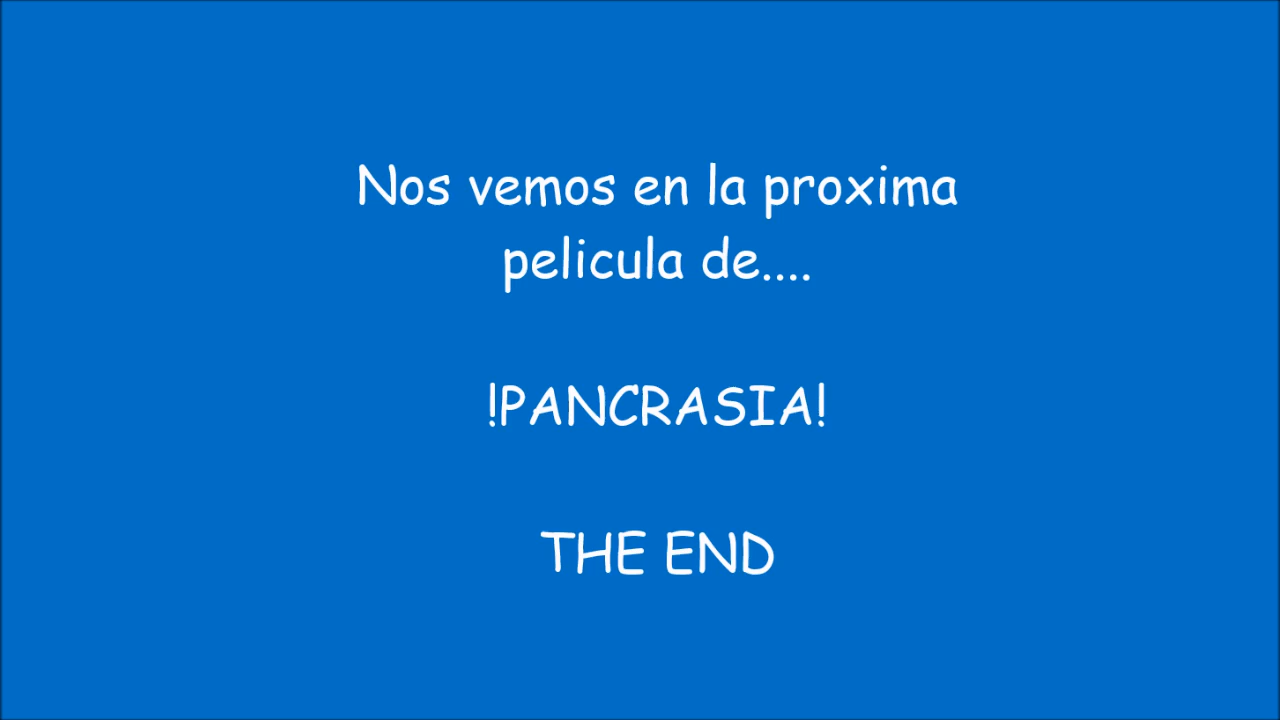 Nos vemos en la proxima
pelicula de....
!PANCRASIA!
THE END